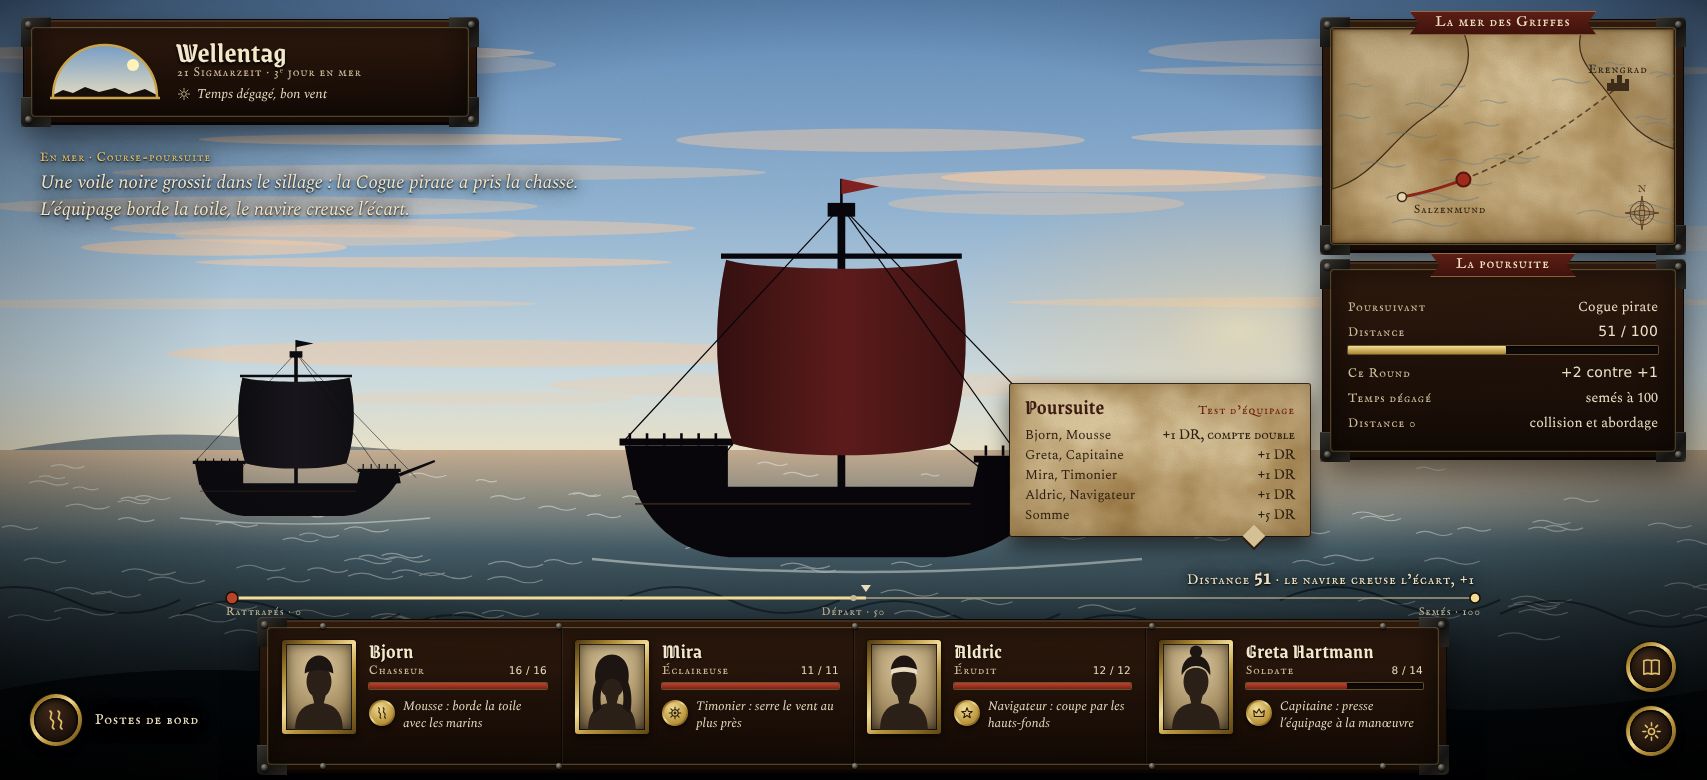 Wellentag
21 Sigmarzeit · 3e jour en mer
Temps dégagé, bon vent
En mer · Course-poursuite
Une voile noire grossit dans le sillage : la Cogue pirate a pris la chasse.
L'équipage borde la toile, le navire creuse l'écart.
La mer des Griffes
Erengrad
N
Salzenmund
La poursuite
Poursuivant Cogue pirate
Distance 51 / 100
Ce Round +2 contre +1
Temps dégagé semés à 100
Distance 0 collision et abordage
Poursuite Test d'équipage
Bjorn, Mousse +1 DR, compte double
Greta, Capitaine +1 DR
Mira, Timonier +1 DR
Aldric, Navigateur +1 DR
Somme +5 DR
Distance 51 · le navire creuse l'écart, +1
Rattrapés · 0 Départ · 50 Semés · 100
Bjorn
Chasseur 16 / 16
Mousse : borde la toile
avec les marins
Mira
Éclaireuse 11 / 11
Timonier : serre le vent au
plus près
Aldric
Érudit 12 / 12
Navigateur : coupe par les
hauts-fonds
Greta Hartmann
Soldate 8 / 14
Capitaine : presse
l'équipage à la manœuvre
Postes de bord